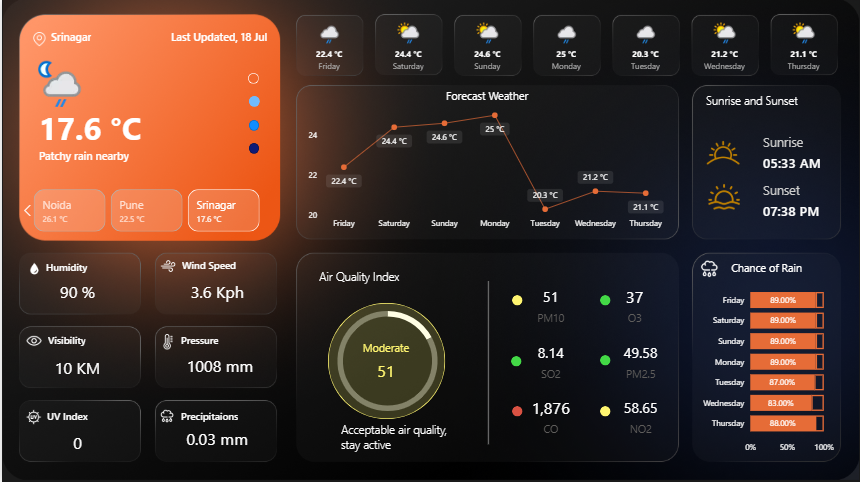 Srinagar
Last Updated, 18 Jul
17.6 °C
Patchy rain nearby
Noida
26.1 °C
Pune
22.5 °C
Srinagar
17.6 °C
22.4 °C
Friday
24.4 °C
Saturday
24.6 °C
Sunday
25 °C
Monday
20.3 °C
Tuesday
21.2 °C
Wednesday
21.1 °C
Thursday
Forecast Weather
24
22
20
22.4 °C
24.4 °C
24.6 °C
25 °C
20.3 °C
21.2 °C
21.1 °C
Friday
Saturday
Sunday
Monday
Tuesday
Wednesday
Thursday
Sunrise and Sunset
Sunrise
05:33 AM
Sunset
07:38 PM
Humidity
90 %
Wind Speed
3.6 Kph
Visibility
10 KM
Pressure
1008 mm
UV
UV Index
0
Precipitaions
0.03 mm
Air Quality Index
Moderate
51
Acceptable air quality,
stay active
51
PM10
37
O3
8.14
SO2
49.58
PM2.5
1,876
CO
58.65
NO2
Chance of Rain
Friday 89.00%
Saturday 89.00%
Sunday 89.00%
Monday 89.00%
Tuesday 87.00%
Wednesday 83.00%
Thursday 88.00%
0% 50% 100%